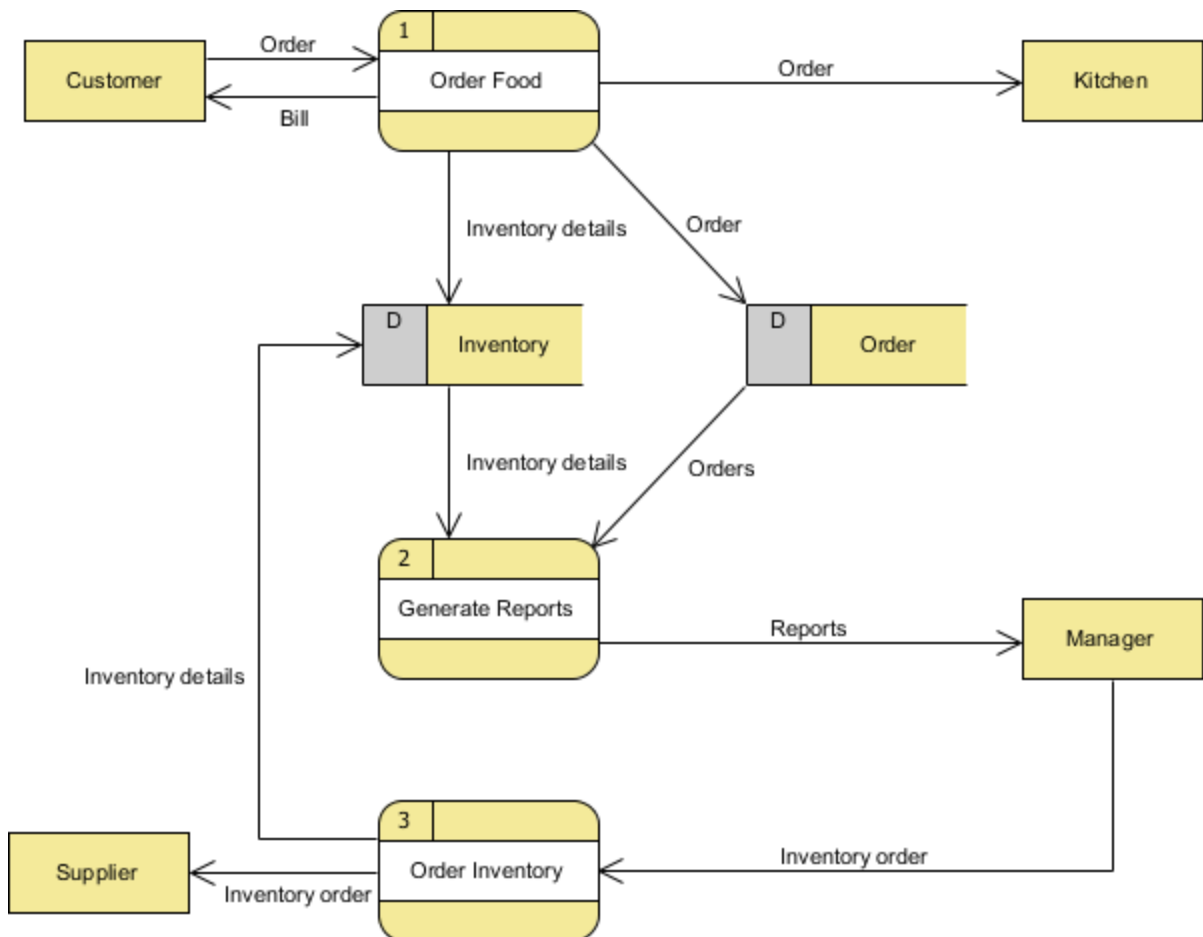 1
Order
Customer
Order Food
Order
Kitchen
Bill
Inventory details
Order
D
Inventory
D
Order
Inventory details
Orders
2
Generate Reports
Reports
Manager
Inventory details
3
Order Inventory
Inventory order
Supplier
Inventory order